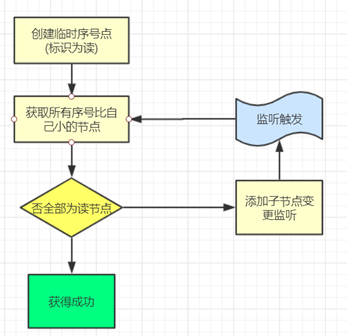 创建临时序号点
(标识为读)
获取所有序号比自
己小的节点
监听触发
否全部为读节点
添加子节点变
更监听
获得成功